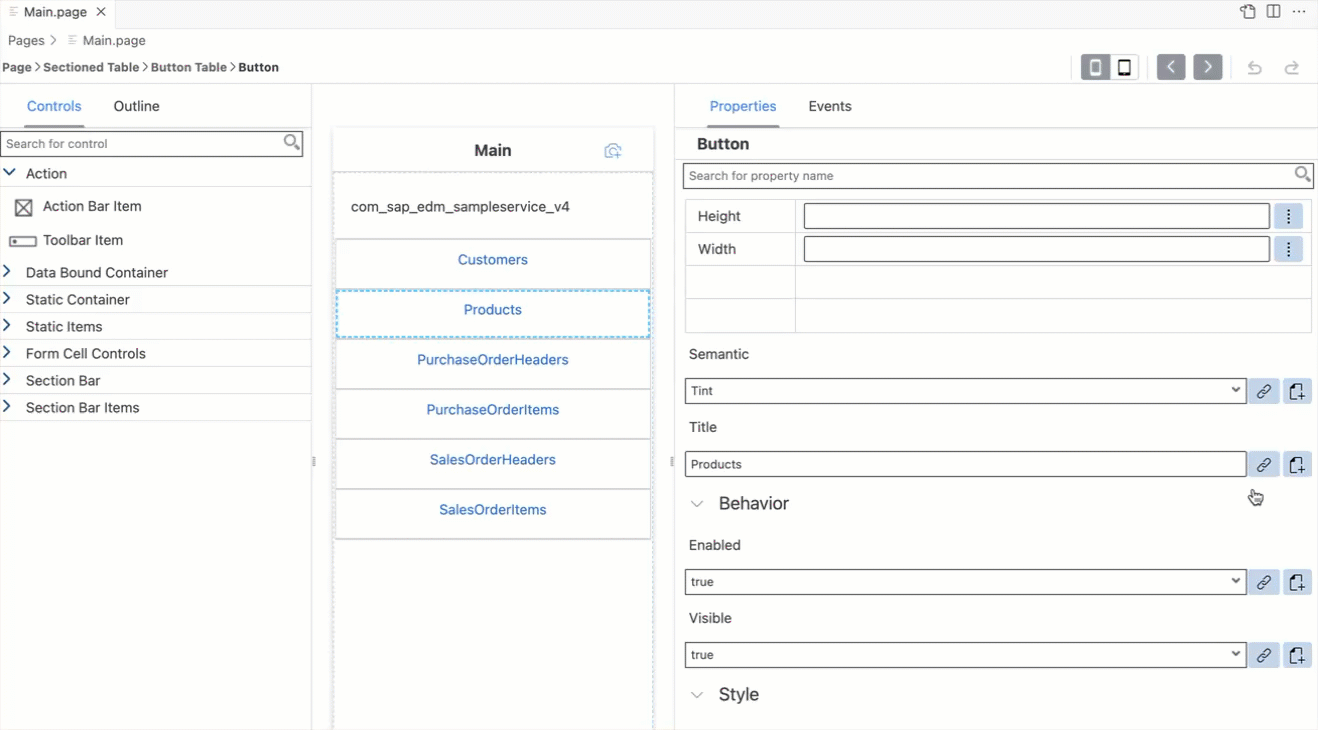 Main.page
Pages > Main.page
Page > Sectioned Table > Button Table > Button
Controls
Outline
Search for control
Action
Action Bar Item
Toolbar Item
Data Bound Container
Static Container
Static Items
Form Cell Controls
Section Bar
Section Bar Items
Main
com_sap_edm_sampleservice_v4
Customers
Products
PurchaseOrderHeaders
PurchaseOrderItems
SalesOrderHeaders
SalesOrderItems
Properties
Events
Button
Search for property name
Height
Width
Semantic
Tint
Title
Products
Behavior
Enabled
true
Visible
true
Style